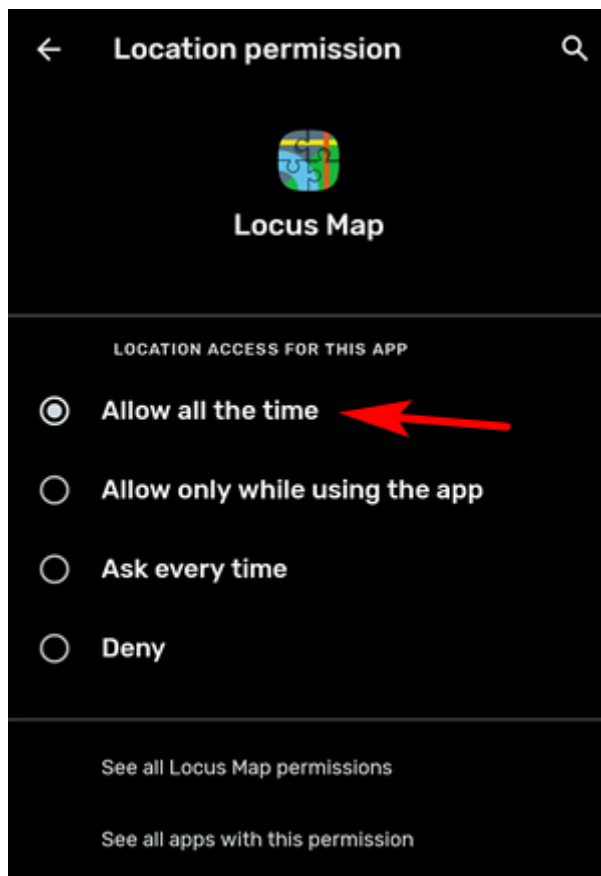 Location permission
Locus Map
LOCATION ACCESS FOR THIS APP
Allow all the time
Allow only while using the app
Ask every time
Deny
See all Locus Map permissions
See all apps with this permission